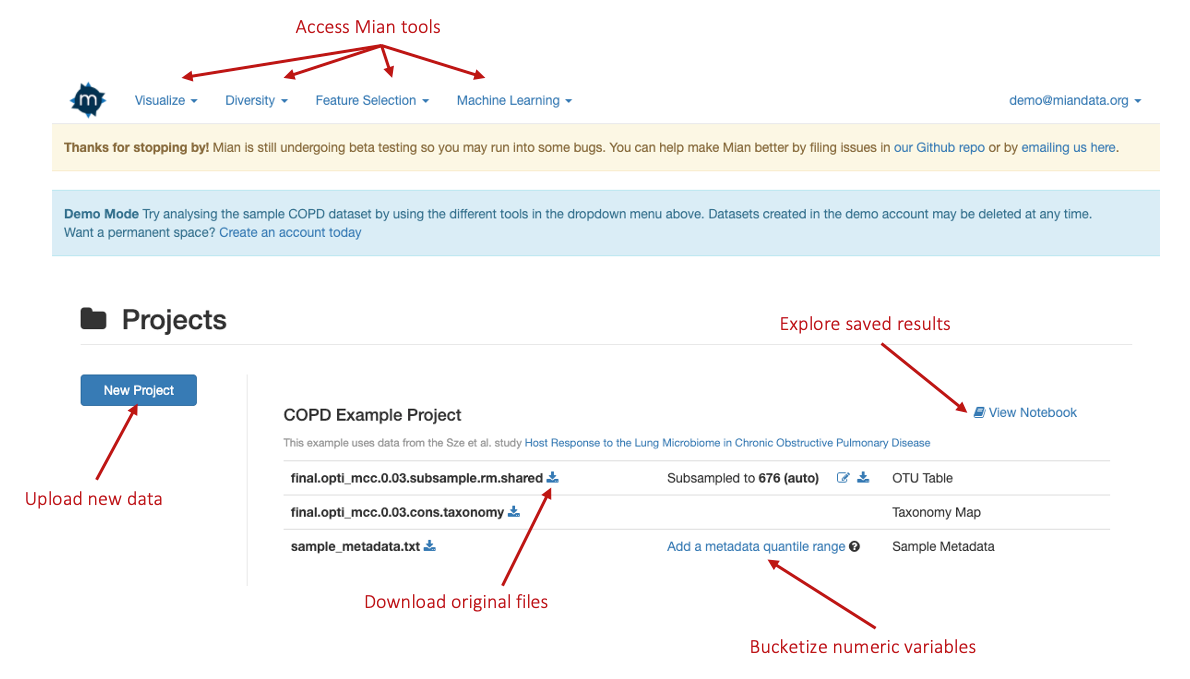 Access Mian tools
m
Visualize Diversity Feature Selection Machine Learning demo@miandata.org
Thanks for stopping by! Mian is still undergoing beta testing so you may run into some bugs. You can help make Mian better by filing issues in our Github repo or by emailing us here.
Demo Mode Try analysing the sample COPD dataset by using the different tools in the dropdown menu above. Datasets created in the demo account may be deleted at any time.
Want a permanent space? Create an account today
Projects
Explore saved results
New Project
COPD Example Project
View Notebook
This example uses data from the Sze et al. study Host Response to the Lung Microbiome in Chronic Obstructive Pulmonary Disease
final.opti_mcc.0.03.subsample.rm.shared Subsampled to 676 (auto) OTU Table
Upload new data
final.opti_mcc.0.03.cons.taxonomy Taxonomy Map
sample_metadata.txt Add a metadata quantile range ? Sample Metadata
Download original files
Bucketize numeric variables